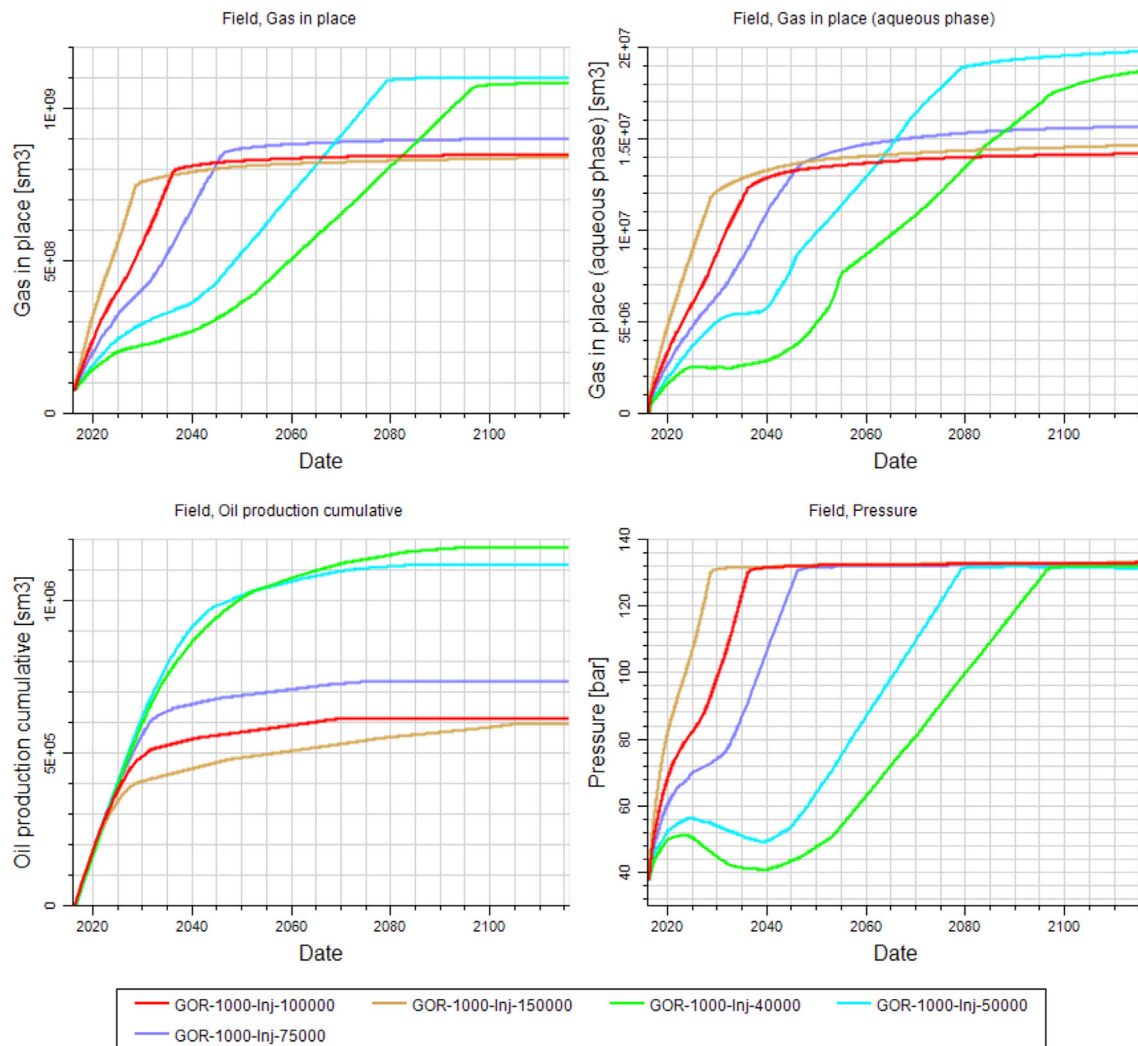 Field, Gas in place
Gas in place [sm3]
1E+09
5E+08
0
2020 2040 2060 2080 2100
Date
Field, Gas in place (aqueous phase)
Gas in place (aqueous phase) [sm3]
2E+07
1.5E+07
1E+07
5E+06
0
2020 2040 2060 2080 2100
Date
Field, Oil production cumulative
Oil production cumulative [sm3]
1E+06
5E+05
0
2020 2040 2060 2080 2100
Date
Field, Pressure
Pressure [bar]
140
120
100
80
60
40
2020 2040 2060 2080 2100
Date
GOR-1000-Inj-100000 GOR-1000-Inj-150000 GOR-1000-Inj-40000 GOR-1000-Inj-50000
GOR-1000-Inj-75000